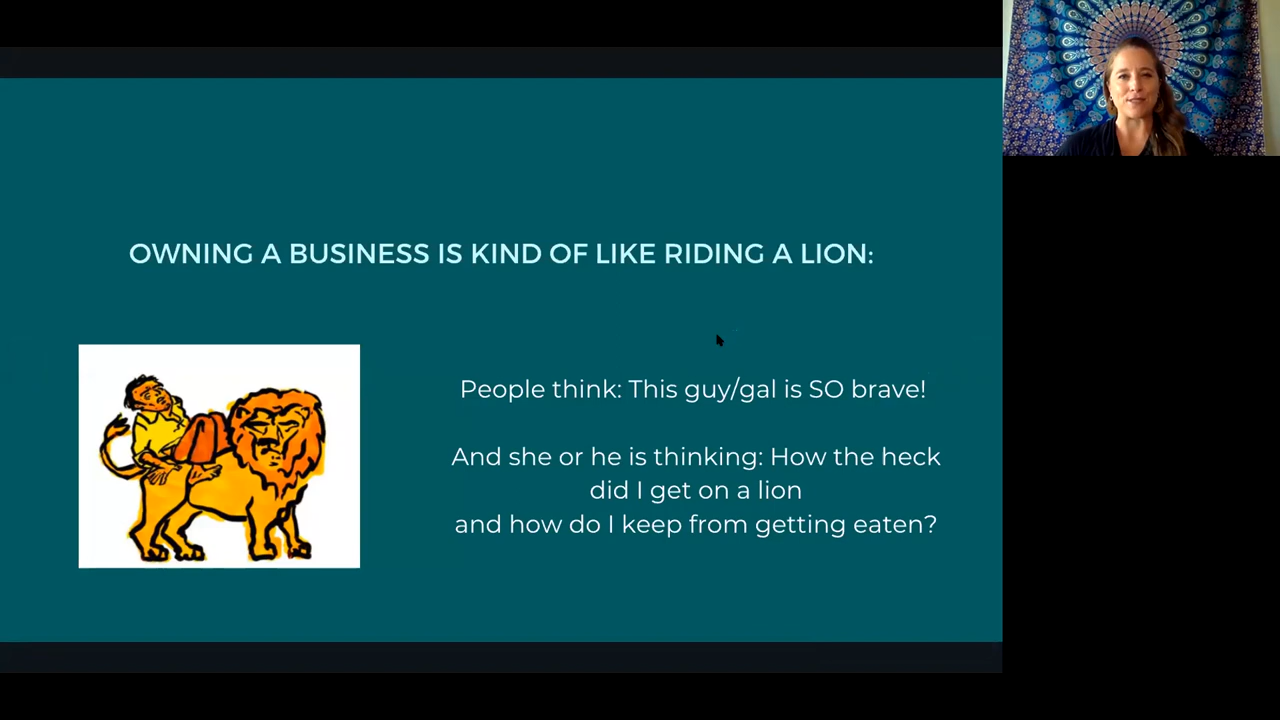 OWNING A BUSINESS IS KIND OF LIKE RIDING A LION:
People think: This guy/gal is SO brave!
And she or he is thinking: How the heck
did I get on a lion
and how do I keep from getting eaten?